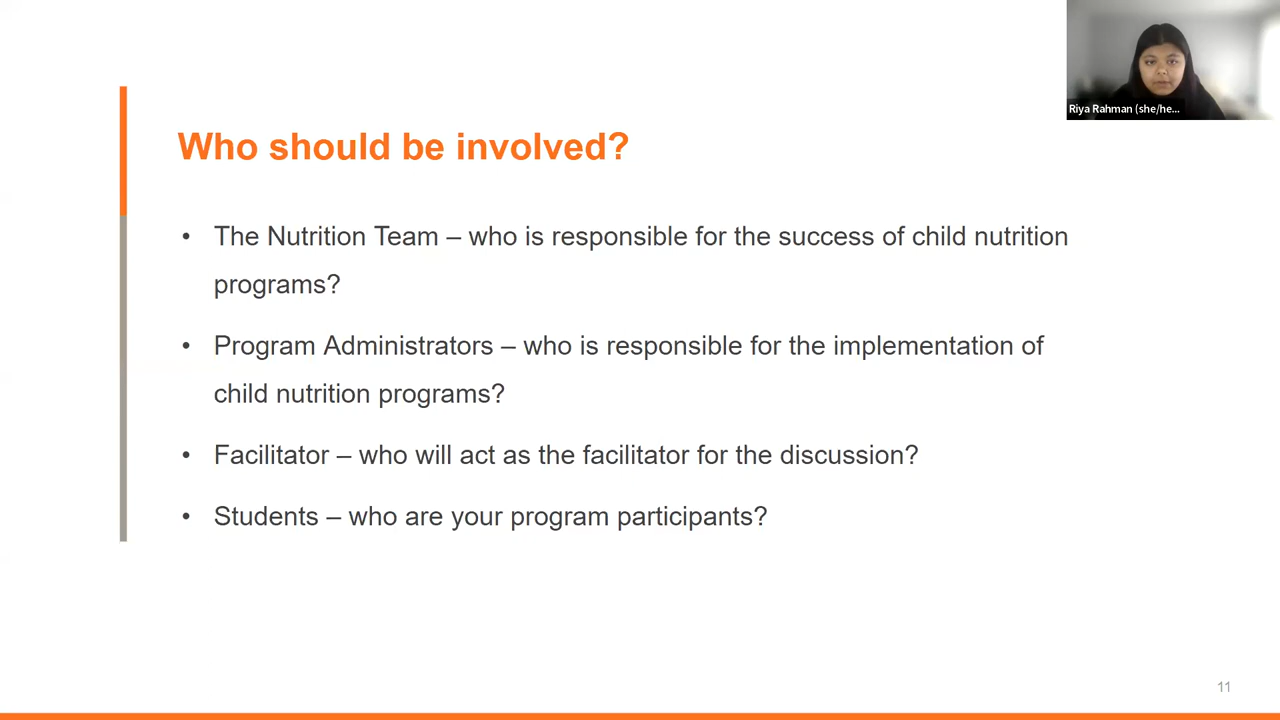 Riya Rahman (she/he...
Who should be involved?
• The Nutrition Team – who is responsible for the success of child nutrition
programs?
• Program Administrators – who is responsible for the implementation of
child nutrition programs?
• Facilitator – who will act as the facilitator for the discussion?
• Students – who are your program participants?
11